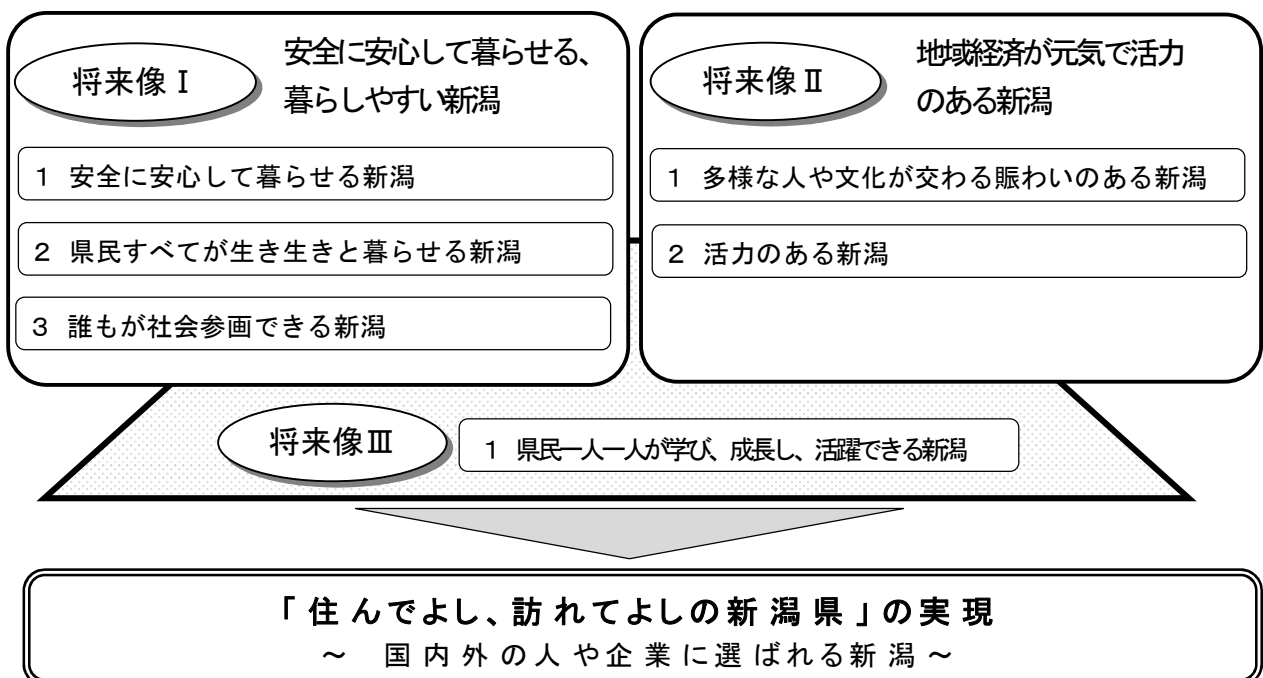 将来像Ⅰ
安全に安心して暮らせる、
暮らしやすい新潟
1 安全に安心して暮らせる新潟
2 県民すべてが生き生きと暮らせる新潟
3 誰もが社会参画できる新潟
将来像Ⅱ
地域経済が元気で活力
のある新潟
1 多様な人や文化が交わる賑わいのある新潟
2 活力のある新潟
将来像Ⅲ
1 県民一人一人が学び、成長し、活躍できる新潟
「住んでよし、訪れてよしの新潟県」の実現
～ 国内外の人や企業に選ばれる新潟～